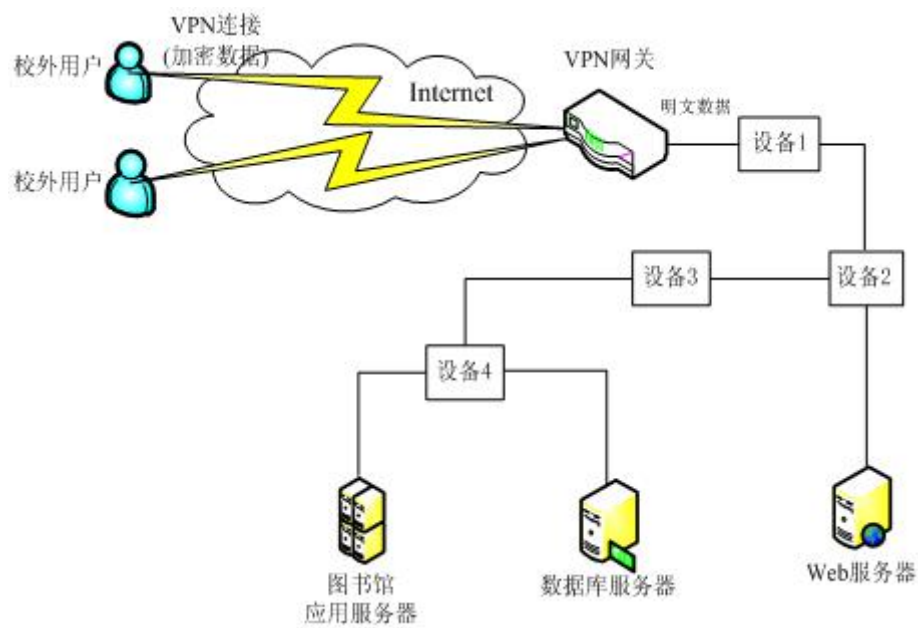 VPN连接
(加密数据)
校外用户
Internet
VPN网关
明文数据
设备1
校外用户
设备3
设备2
设备4
图书馆
应用服务器
数据库服务器
Web服务器